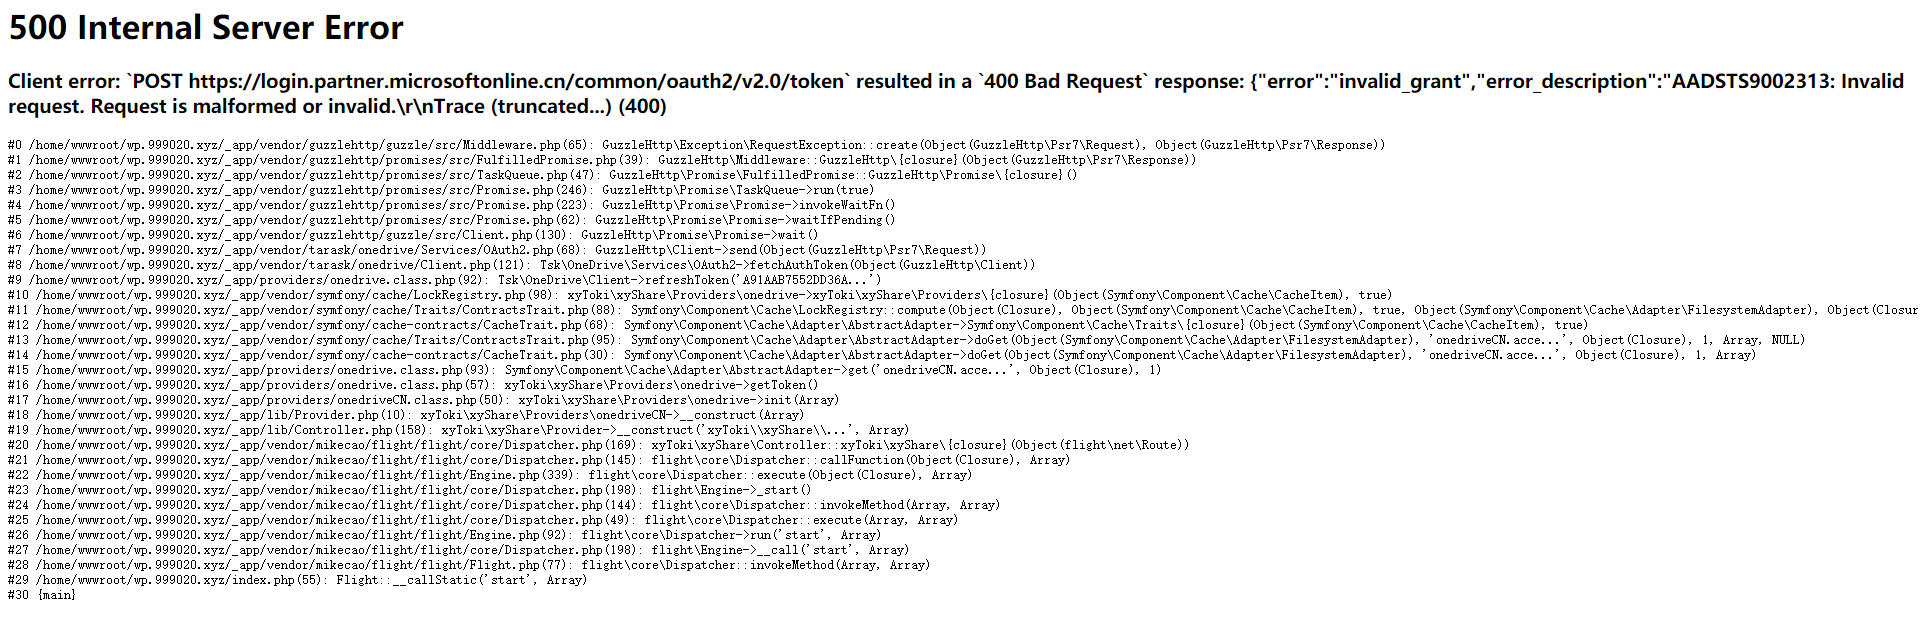 500 Internal Server Error
Client error: `POST https://login.partner.microsoftonline.cn/common/oauth2/v2.0/token` resulted in a `400 Bad Request` response: {"error":"invalid_grant","error_description":"AADSTS9002313: Invalid
request. Request is malformed or invalid.\r\nTrace (truncated...) (400)
#0 /home/wwwroot/wp.999020.xyz/_app/vendor/guzzlehttp/guzzle/src/Middleware.php(65): GuzzleHttp\Exception\RequestException::create(Object(GuzzleHttp\Psr7\Request), Object(GuzzleHttp\Psr7\Response))
#1 /home/wwwroot/wp.999020.xyz/_app/vendor/guzzlehttp/promises/src/FulfilledPromise.php(39): GuzzleHttp\Middleware::GuzzleHttp\{closure}(Object(GuzzleHttp\Psr7\Response))
#2 /home/wwwroot/wp.999020.xyz/_app/vendor/guzzlehttp/promises/src/TaskQueue.php(47): GuzzleHttp\Promise\FulfilledPromise::GuzzleHttp\Promise\{closure}()
#3 /home/wwwroot/wp.999020.xyz/_app/vendor/guzzlehttp/promises/src/Promise.php(246): GuzzleHttp\Promise\TaskQueue->run(true)
#4 /home/wwwroot/wp.999020.xyz/_app/vendor/guzzlehttp/promises/src/Promise.php(223): GuzzleHttp\Promise\Promise->invokeWaitFn()
#5 /home/wwwroot/wp.999020.xyz/_app/vendor/guzzlehttp/promises/src/Promise.php(62): GuzzleHttp\Promise\Promise->waitIfPending()
#6 /home/wwwroot/wp.999020.xyz/_app/vendor/guzzlehttp/guzzle/src/Client.php(130): GuzzleHttp\Promise\Promise->wait()
#7 /home/wwwroot/wp.999020.xyz/_app/vendor/tarask/onedrive/Services/OAuth2.php(68): GuzzleHttp\Client->send(Object(GuzzleHttp\Psr7\Request))
#8 /home/wwwroot/wp.999020.xyz/_app/vendor/tarask/onedrive/Client.php(121): Tsk\OneDrive\Services\OAuth2->fetchAuthToken(Object(GuzzleHttp\Client))
#9 /home/wwwroot/wp.999020.xyz/_app/providers/onedrive.class.php(92): Tsk\OneDrive\Client->refreshToken('A91AAB7552DD36A...')
#10 /home/wwwroot/wp.999020.xyz/_app/vendor/symfony/cache/LockRegistry.php(98): xyToki\xyShare\Providers\onedrive->xyToki\xyShare\Providers\{closure}(Object(Symfony\Component\Cache\CacheItem), true)
#11 /home/wwwroot/wp.999020.xyz/_app/vendor/symfony/cache/Traits/ContractsTrait.php(88): Symfony\Component\Cache\LockRegistry::compute(Object(Closure), Object(Symfony\Component\Cache\CacheItem), true, Object(Symfony\Component\Cache\Adapter\FilesystemAdapter), Object(Closur
#12 /home/wwwroot/wp.999020.xyz/_app/vendor/symfony/cache-contracts/CacheTrait.php(68): Symfony\Component\Cache\Adapter\AbstractAdapter->Symfony\Component\Cache\Traits\{closure}(Object(Symfony\Component\Cache\CacheItem), true)
#13 /home/wwwroot/wp.999020.xyz/_app/vendor/symfony/cache/Traits/ContractsTrait.php(95): Symfony\Component\Cache\Adapter\AbstractAdapter->doGet(Object(Symfony\Component\Cache\Adapter\FilesystemAdapter), 'onedriveCN.acce...', Object(Closure), 1, Array, NULL)
#14 /home/wwwroot/wp.999020.xyz/_app/vendor/symfony/cache-contracts/CacheTrait.php(30): Symfony\Component\Cache\Adapter\AbstractAdapter->doGet(Object(Symfony\Component\Cache\Adapter\FilesystemAdapter), 'onedriveCN.acce...', Object(Closure), 1, Array)
#15 /home/wwwroot/wp.999020.xyz/_app/providers/onedrive.class.php(93): Symfony\Component\Cache\Adapter\AbstractAdapter->get('onedriveCN.acce...', Object(Closure), 1)
#16 /home/wwwroot/wp.999020.xyz/_app/providers/onedrive.class.php(57): xyToki\xyShare\Providers\onedrive->getToken()
#17 /home/wwwroot/wp.999020.xyz/_app/providers/onedriveCN.class.php(50): xyToki\xyShare\Providers\onedrive->init(Array)
#18 /home/wwwroot/wp.999020.xyz/_app/lib/Provider.php(10): xyToki\xyShare\Providers\onedriveCN->__construct(Array)
#19 /home/wwwroot/wp.999020.xyz/_app/lib/Controller.php(158): xyToki\xyShare\Provider->__construct('xyToki\\xyShare\\...', Array)
#20 /home/wwwroot/wp.999020.xyz/_app/vendor/mikecao/flight/flight/core/Dispatcher.php(169): xyToki\xyShare\Controller::xyToki\xyShare\{closure}(Object(flight\net\Route))
#21 /home/wwwroot/wp.999020.xyz/_app/vendor/mikecao/flight/flight/core/Dispatcher.php(145): flight\core\Dispatcher::callFunction(Object(Closure), Array)
#22 /home/wwwroot/wp.999020.xyz/_app/vendor/mikecao/flight/flight/Engine.php(339): flight\core\Dispatcher::execute(Object(Closure), Array)
#23 /home/wwwroot/wp.999020.xyz/_app/vendor/mikecao/flight/flight/core/Dispatcher.php(198): flight\Engine->_start()
#24 /home/wwwroot/wp.999020.xyz/_app/vendor/mikecao/flight/flight/core/Dispatcher.php(144): flight\core\Dispatcher::invokeMethod(Array, Array)
#25 /home/wwwroot/wp.999020.xyz/_app/vendor/mikecao/flight/flight/core/Dispatcher.php(49): flight\core\Dispatcher::execute(Array, Array)
#26 /home/wwwroot/wp.999020.xyz/_app/vendor/mikecao/flight/flight/Engine.php(92): flight\core\Dispatcher->run('start', Array)
#27 /home/wwwroot/wp.999020.xyz/_app/vendor/mikecao/flight/flight/core/Dispatcher.php(198): flight\Engine->__call('start', Array)
#28 /home/wwwroot/wp.999020.xyz/_app/vendor/mikecao/flight/flight/Flight.php(77): flight\core\Dispatcher::invokeMethod(Array, Array)
#29 /home/wwwroot/wp.999020.xyz/index.php(55): Flight::__callStatic('start', Array)
#30 {main}